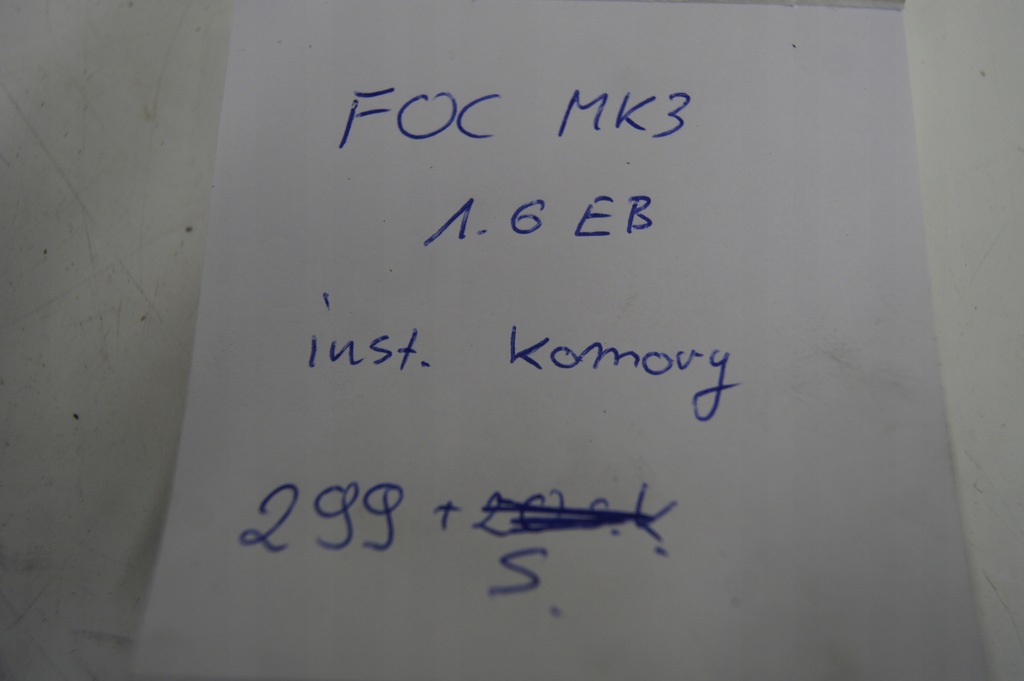 FOC MK3
1.6 EB
inst. komory
299 +
S.